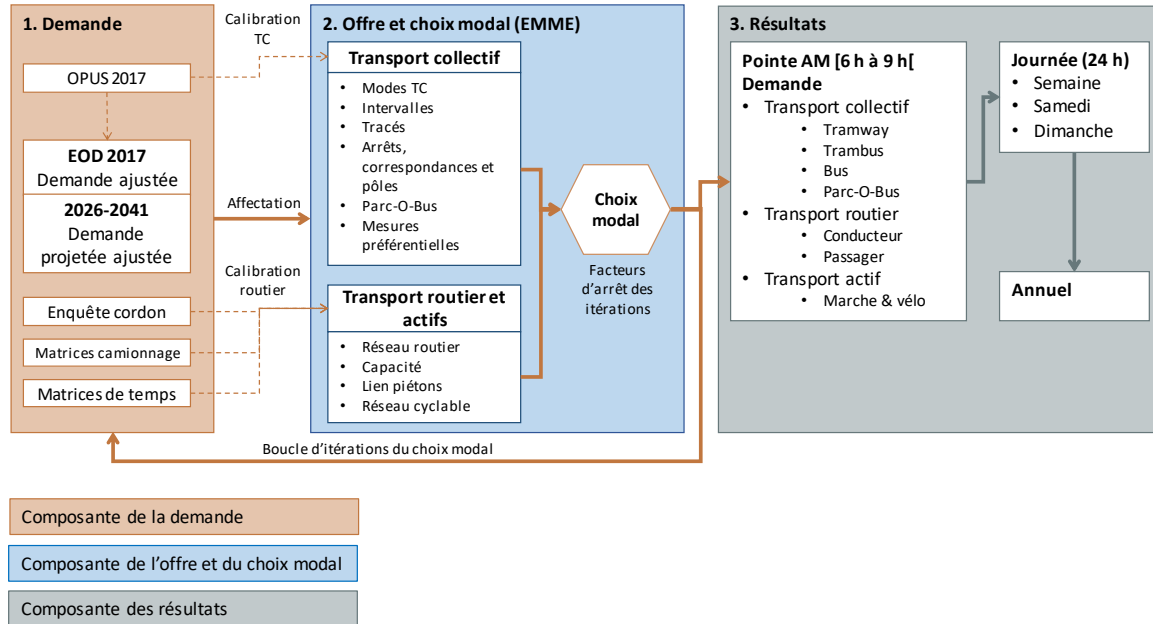 1. Demande
OPUS 2017
EOD 2017
Demande ajustée
2026-2041
Demande
projetée ajustée
Enquête cordon
Matrices camionnage
Matrices de temps
Calibration
TC
Affectation
Calibration
routier
2. Offre et choix modal (EMME)
Transport collectif
• Modes TC
• Intervalles
• Tracés
• Arrêts,
correspondances et
pôles
• Parc-O-Bus
• Mesures
préférentielles
Transport routier et
actifs
• Réseau routier
• Capacité
• Lien piétons
• Réseau cyclable
Choix
modal
Facteurs
d'arrêt des
itérations
Boucle d'itérations du choix modal
3. Résultats
Pointe AM [6 h à 9 h[
Demande
• Transport collectif
• Tramway
• Trambus
• Bus
• Parc-O-Bus
• Transport routier
• Conducteur
• Passager
• Transport actif
• Marche & vélo
Journée (24 h)
• Semaine
• Samedi
• Dimanche
Annuel
Composante de la demande
Composante de l'offre et du choix modal
Composante des résultats